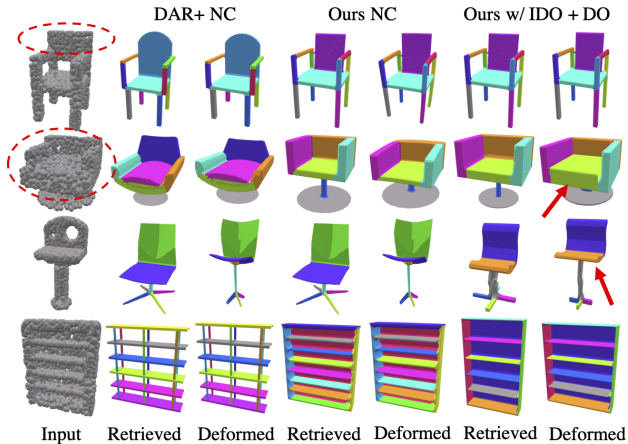 DAR+ NC Ours NC Ours w/ IDO + DO
Input Retrieved Deformed Retrieved Deformed Retrieved Deformed